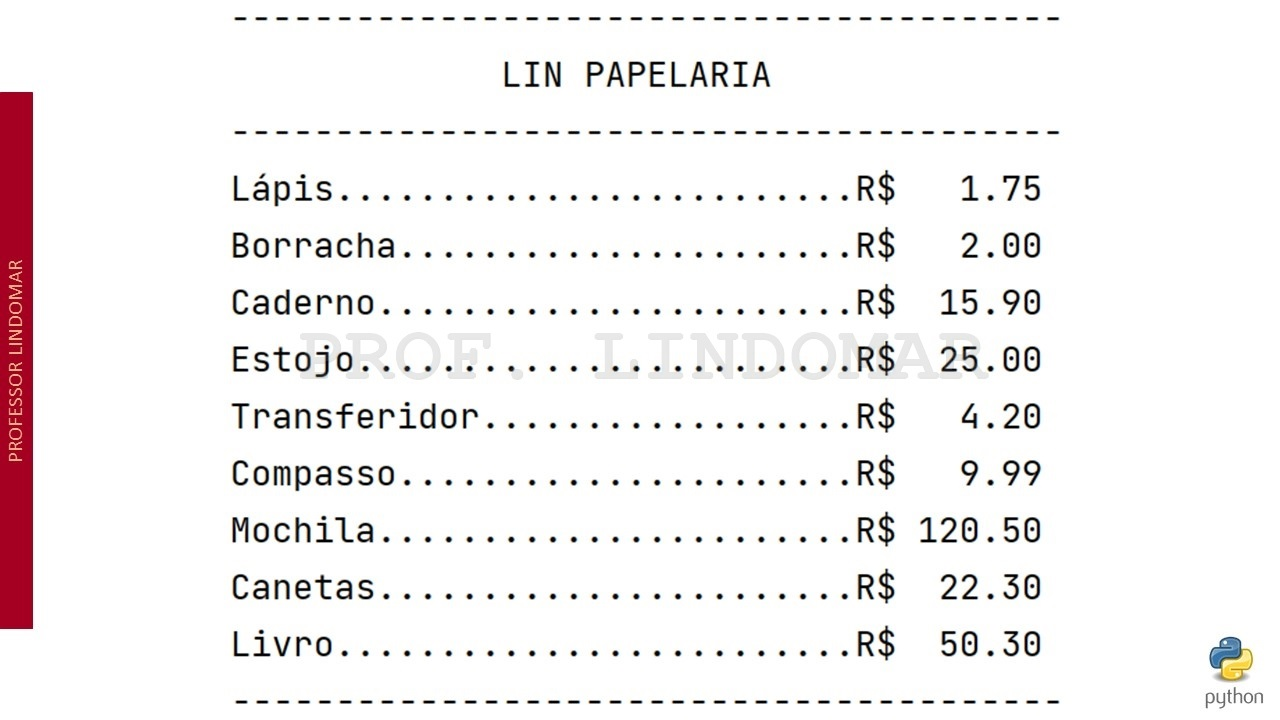 ----------------------------------------
LIN PAPELARIA
----------------------------------------
Lápis.........................R$   1.75
Borracha......................R$   2.00
Caderno.......................R$  15.90
Estojo........................R$  25.00
Transferidor..................R$   4.20
Compasso......................R$   9.99
Mochila.......................R$ 120.50
Canetas.......................R$  22.30
Livro.........................R$  50.30
----------------------------------------
PROF. LINDOMAR
PROFESSOR LINDOMAR
python